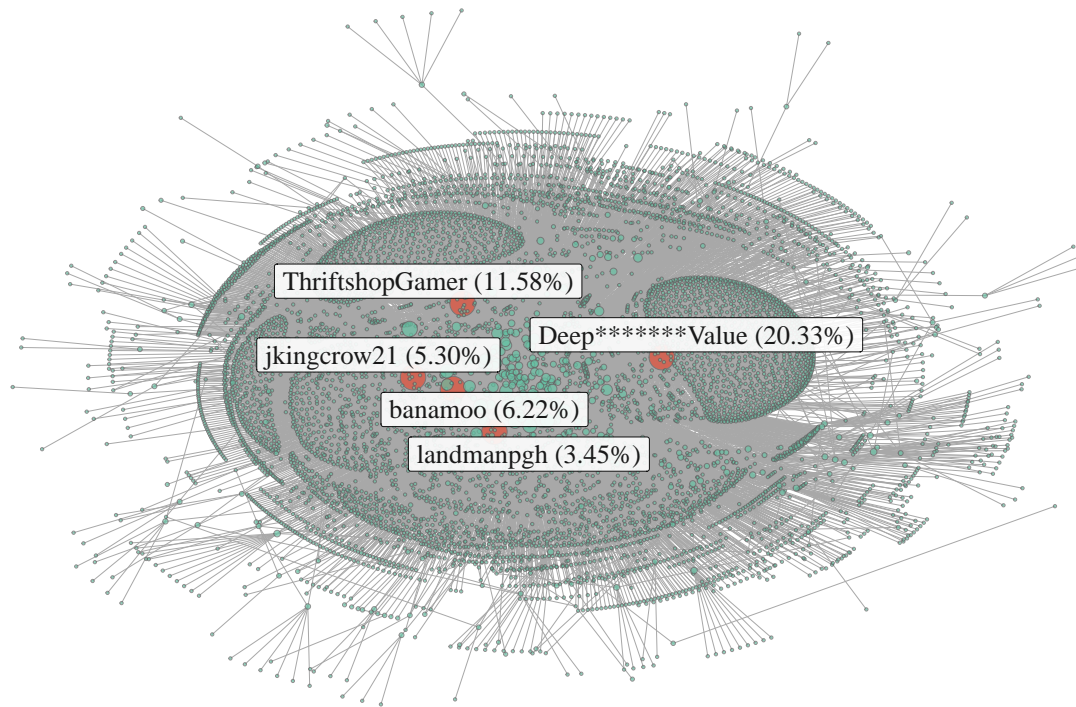 ThriftshopGamer (11.58%)
Deep*******Value (20.33%)
jkingcrow21 (5.30%)
banamoo (6.22%)
landmanpgh (3.45%)